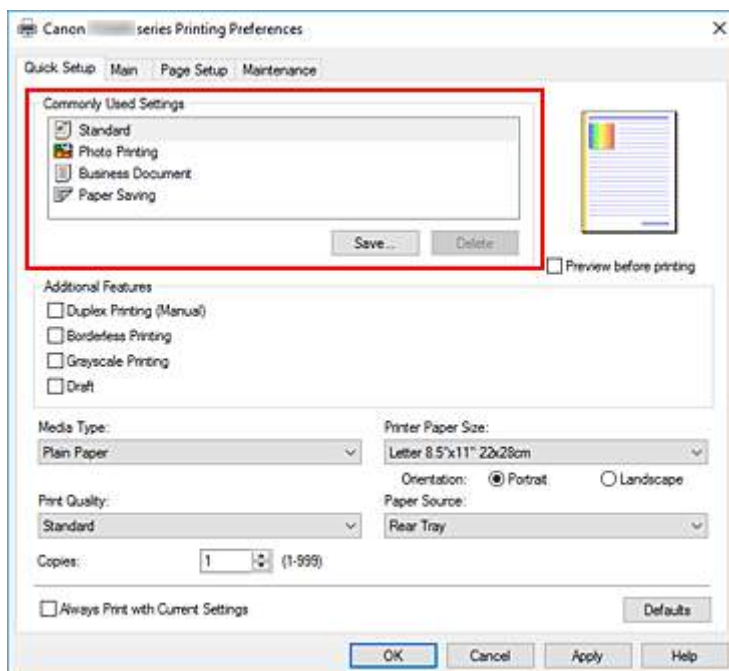 Canon series Printing Preferences
Quick Setup Main Page Setup Maintenance
Commonly Used Settings
Standard
Photo Printing
Business Document
Paper Saving
Save... Delete
Preview before printing
Additional Features
Duplex Printing (Manual)
Borderless Printing
Grayscale Printing
Draft
Media Type: Printer Paper Size:
Plain Paper Letter 8.5"x11" 22x28cm
Orientation: Portrait Landscape
Print Quality: Paper Source:
Standard Rear Tray
Copies: 1 (1-999)
Always Print with Current Settings Defaults
OK Cancel Apply Help